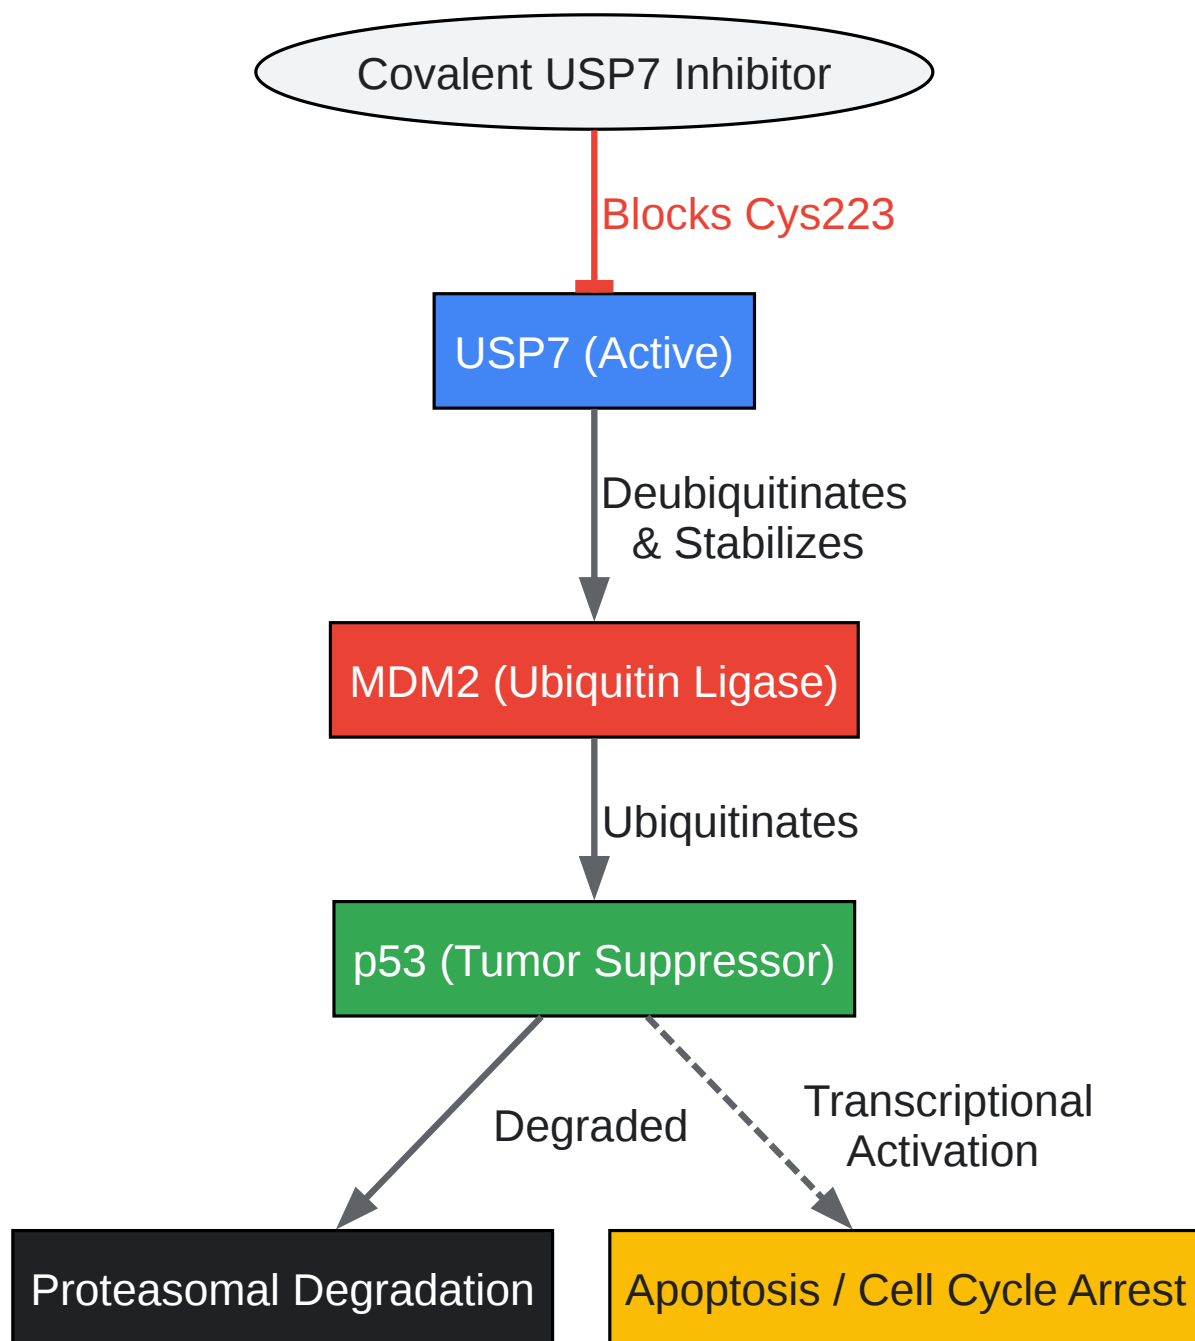 Covalent USP7 Inhibitor
Blocks Cys223
USP7 (Active)
Deubiquitinates
& Stabilizes
MDM2 (Ubiquitin Ligase)
Ubiquitinates
p53 (Tumor Suppressor)
Degraded
Transcriptional
Activation
Proteasomal Degradation
Apoptosis / Cell Cycle Arrest